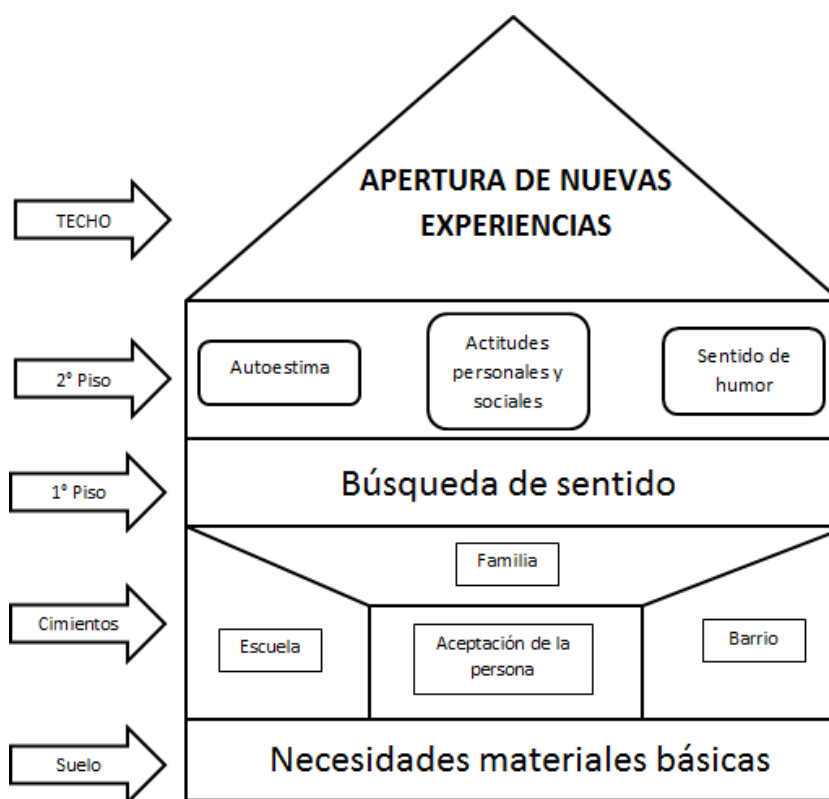 APERTURA DE NUEVAS
EXPERIENCIAS
TECHO
2° Piso
Autoestima
Actitudes
personales y
sociales
Sentido de
humor
1° Piso
Búsqueda de sentido
Cimientos
Familia
Escuela
Aceptación de la
persona
Barrio
Suelo
Necesidades materiales básicas